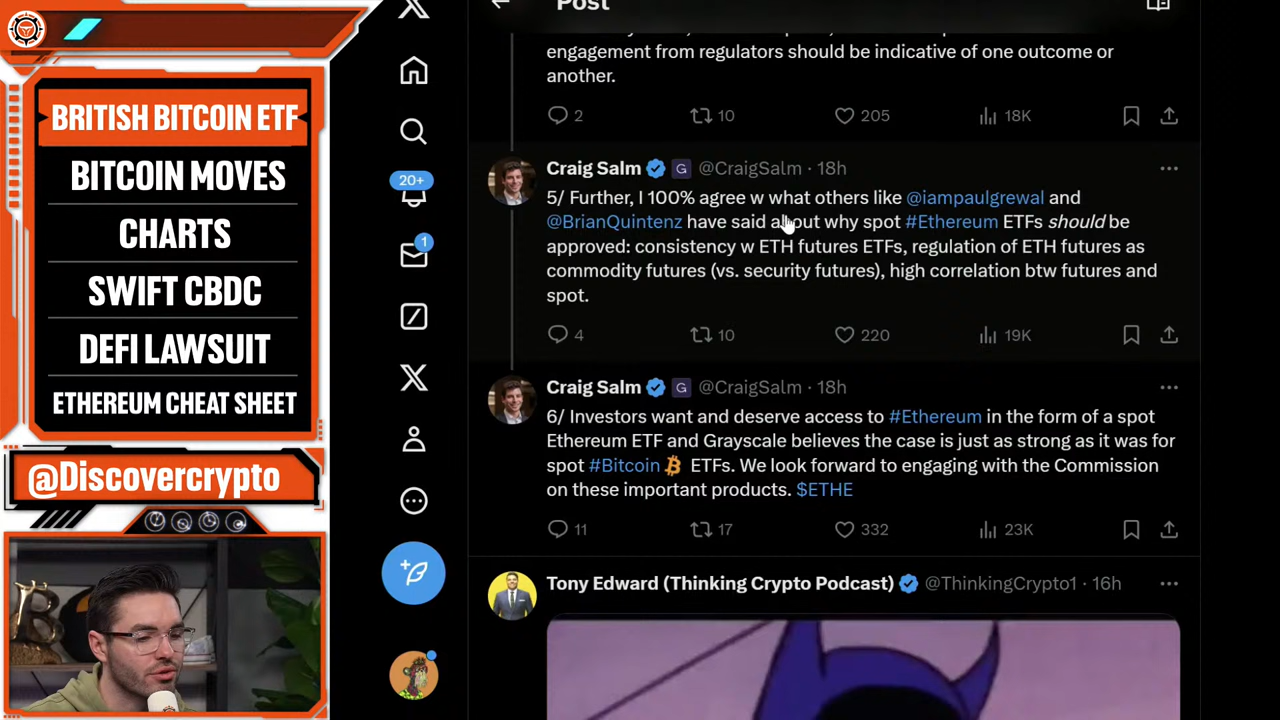 BRITISH BITCOIN ETF
BITCOIN MOVES
CHARTS
SWIFT CBDC
DEFI LAWSUIT
ETHEREUM CHEAT SHEET
@Discovercrypto
20+
1
Post
engagement from regulators should be indicative of one outcome or
another.
2 10 205 18K
Craig Salm G @CraigSalm · 18h
5/ Further, I 100% agree w what others like @iampaulgrewal and
@BrianQuintenz have said about why spot #Ethereum ETFs should be
approved: consistency w ETH futures ETFs, regulation of ETH futures as
commodity futures (vs. security futures), high correlation btw futures and
spot.
4 10 220 19K
Craig Salm G @CraigSalm · 18h
6/ Investors want and deserve access to #Ethereum in the form of a spot
Ethereum ETF and Grayscale believes the case is just as strong as it was for
spot #Bitcoin ETFs. We look forward to engaging with the Commission
on these important products. $ETHE
11 17 332 23K
Tony Edward (Thinking Crypto Podcast) @ThinkingCrypto1 · 16h